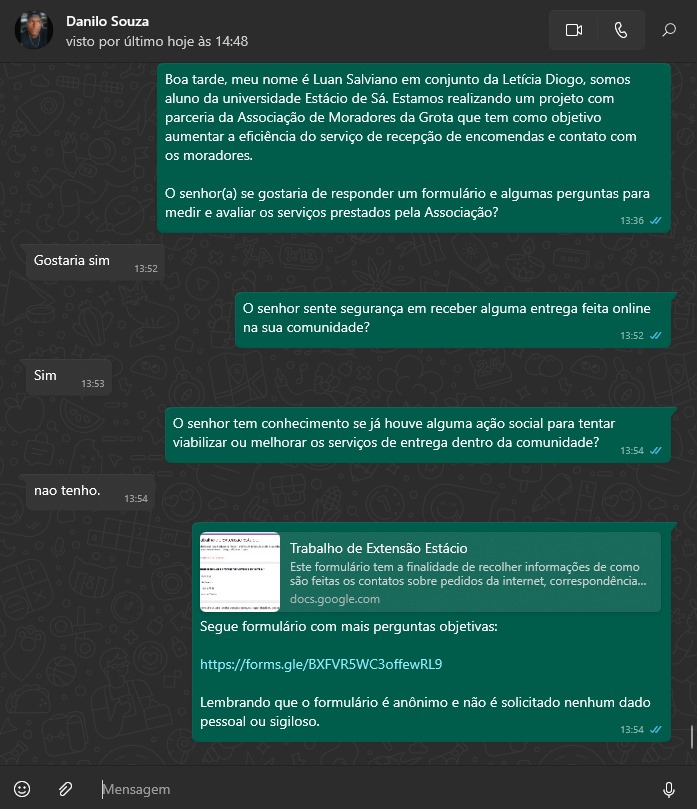 Danilo Souza
visto por último hoje às 14:48
Boa tarde, meu nome é Luan Salviano em conjunto da Letícia Diogo, somos
aluno da universidade Estácio de Sá. Estamos realizando um projeto com
parceria da Associação de Moradores da Grota que tem como objetivo
aumentar a eficiência do serviço de recepção de encomendas e contato com
os moradores.
O senhor(a) se gostaria de responder um formulário e algumas perguntas para
medir e avaliar os serviços prestados pela Associação?
13:36
Gostaria sim
13:52
O senhor sente segurança em receber alguma entrega feita online
na sua comunidade?
13:52
Sim
13:53
O senhor tem conhecimento se já houve alguma ação social para tentar
viabilizar ou melhorar os serviços de entrega dentro da comunidade?
13:54
nao tenho.
13:54
Trabalho de Extensão Estácio
Este formulário tem a finalidade de recolher informações de como
são feitas os contatos sobre pedidos da internet, correspondência...
docs.google.com
Segue formulário com mais perguntas objetivas:
https://forms.gle/BXFVR5WC3offewRL9
Lembrando que o formulário é anônimo e não é solicitado nenhum dado
pessoal ou sigiloso.
13:54
Mensagem